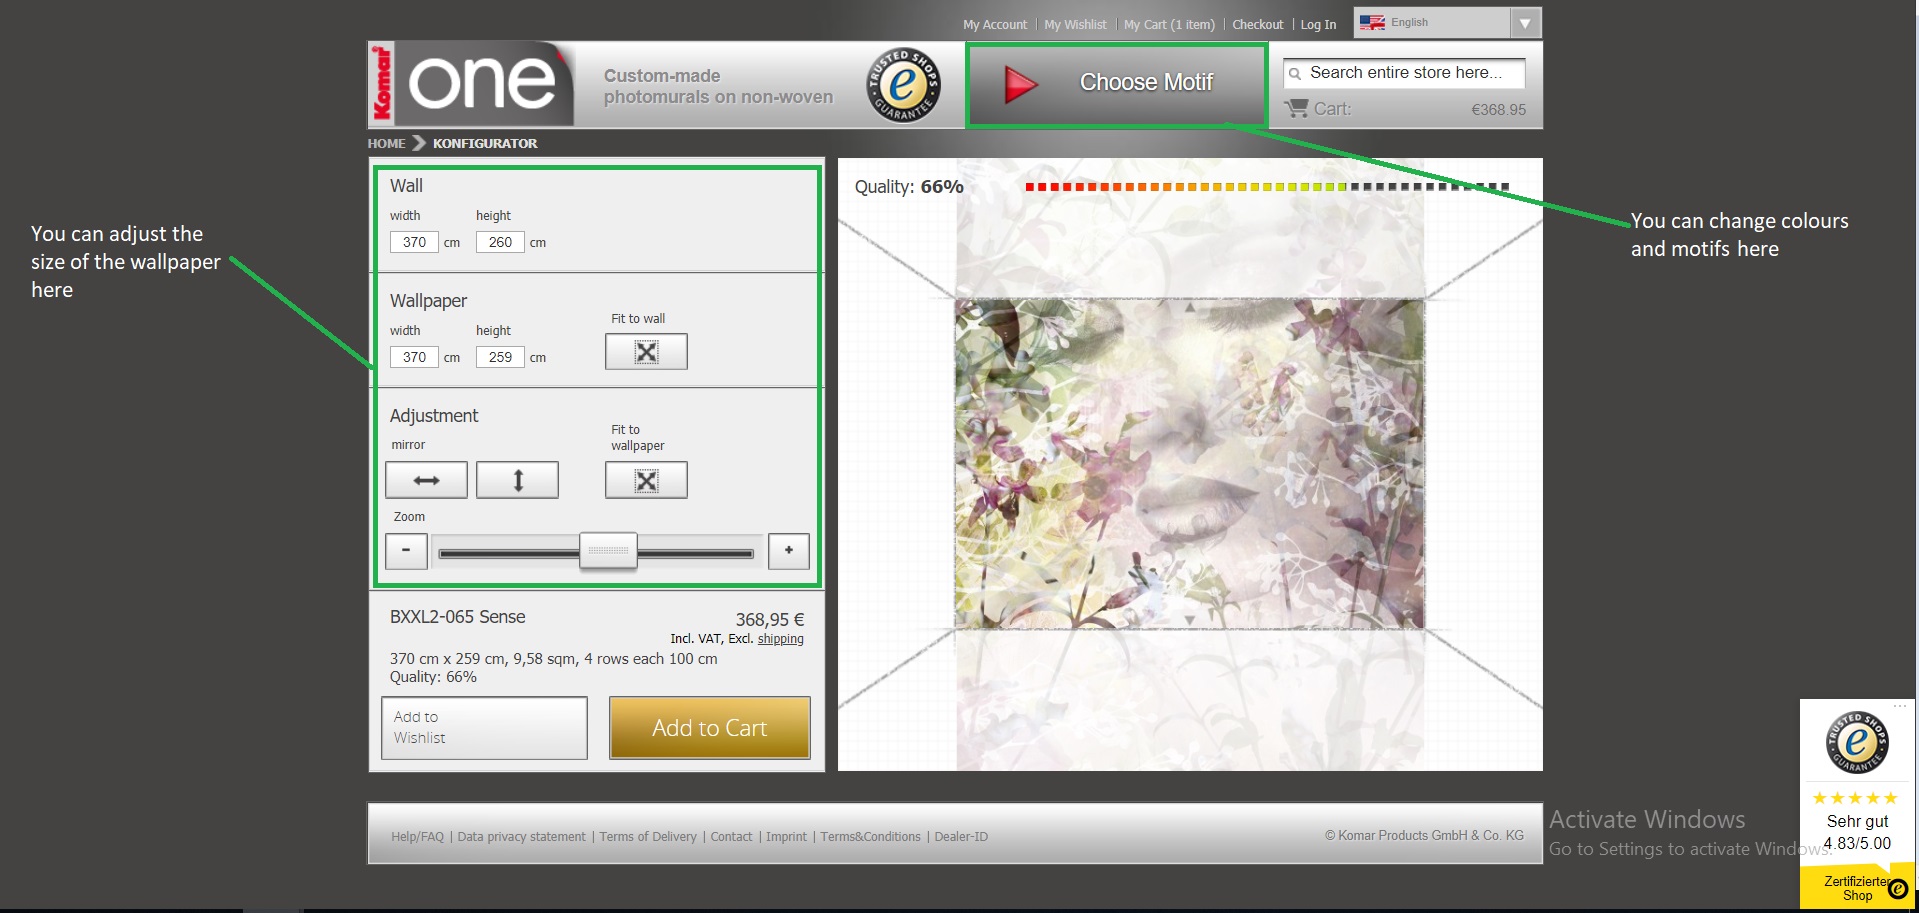 My Account | My Wishlist | My Cart (1 item) | Checkout | Log In
English
Komar
one
Custom-made
photomurals on non-woven
TRUSTED SHOPS
e
GUARANTEE
Choose Motif
Search entire store here...
Cart:
€368.95
HOME
KONFIGURATOR
Wall
width
height
370 cm
260 cm
Wallpaper
width
height
Fit to wall
370 cm
259 cm
Adjustment
mirror
Fit to
wallpaper
Zoom
-
+
BXXL2-065 Sense
368,95 €
Incl. VAT, Excl. shipping
370 cm x 259 cm, 9,58 sqm, 4 rows each 100 cm
Quality: 66%
Add to
Wishlist
Add to Cart
Quality: 66%
You can adjust the
size of the wallpaper
here
You can change colours
and motifs here
Help/FAQ | Data privacy statement | Terms of Delivery | Contact | Imprint | Terms&Conditions | Dealer-ID
© Komar Products GmbH & Co. KG
Activate Windows
Go to Settings to activate Windows.
...
TRUSTED SHOPS
e
GUARANTEE
Sehr gut
4.83/5.00
Zertifizierter
Shop
e